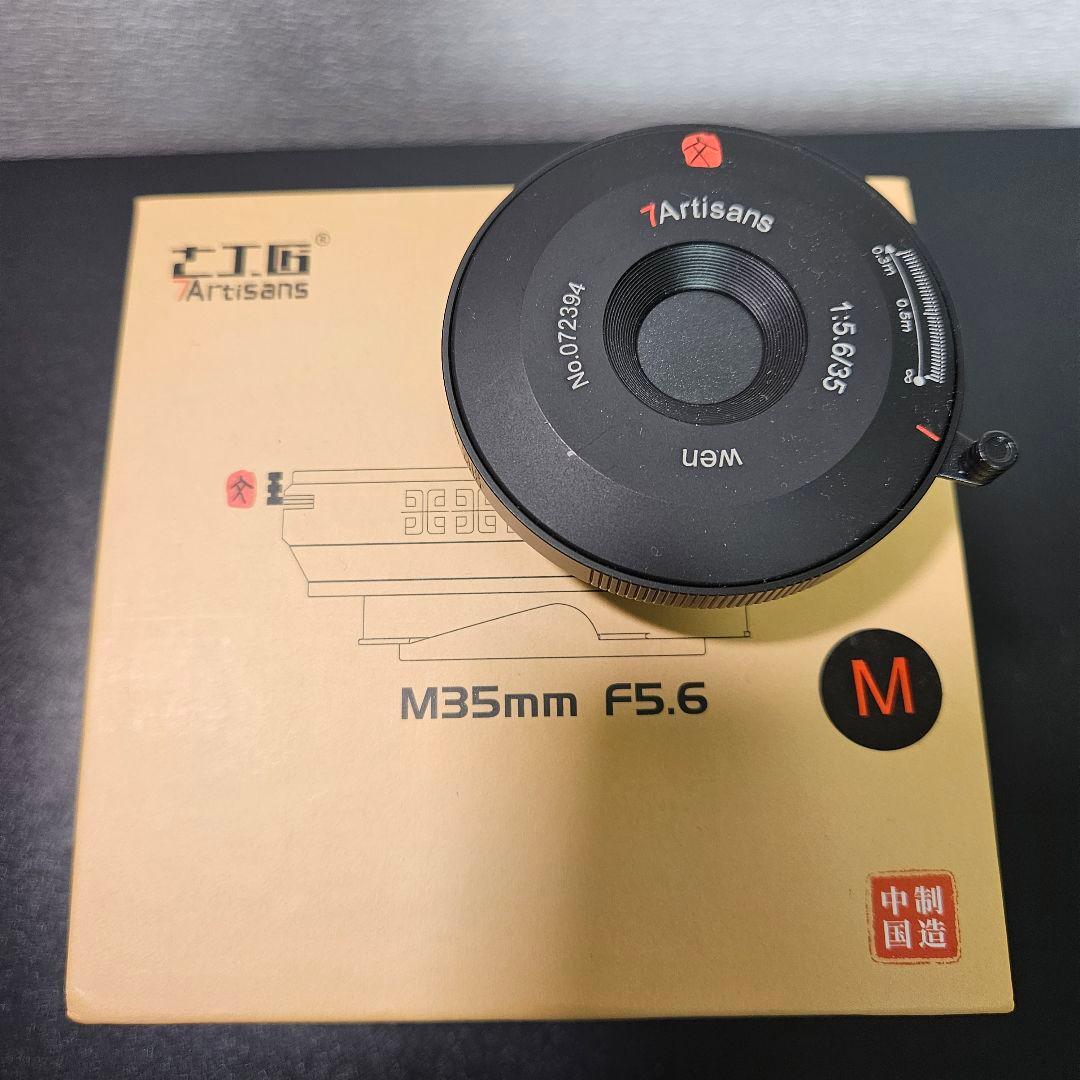 七工匠®
7Artisans
文
M35mm F5.6
M
中国
制造
文
7Artisans
0.3m
0.5m
∞
1:5.6/35
No.072394
wen